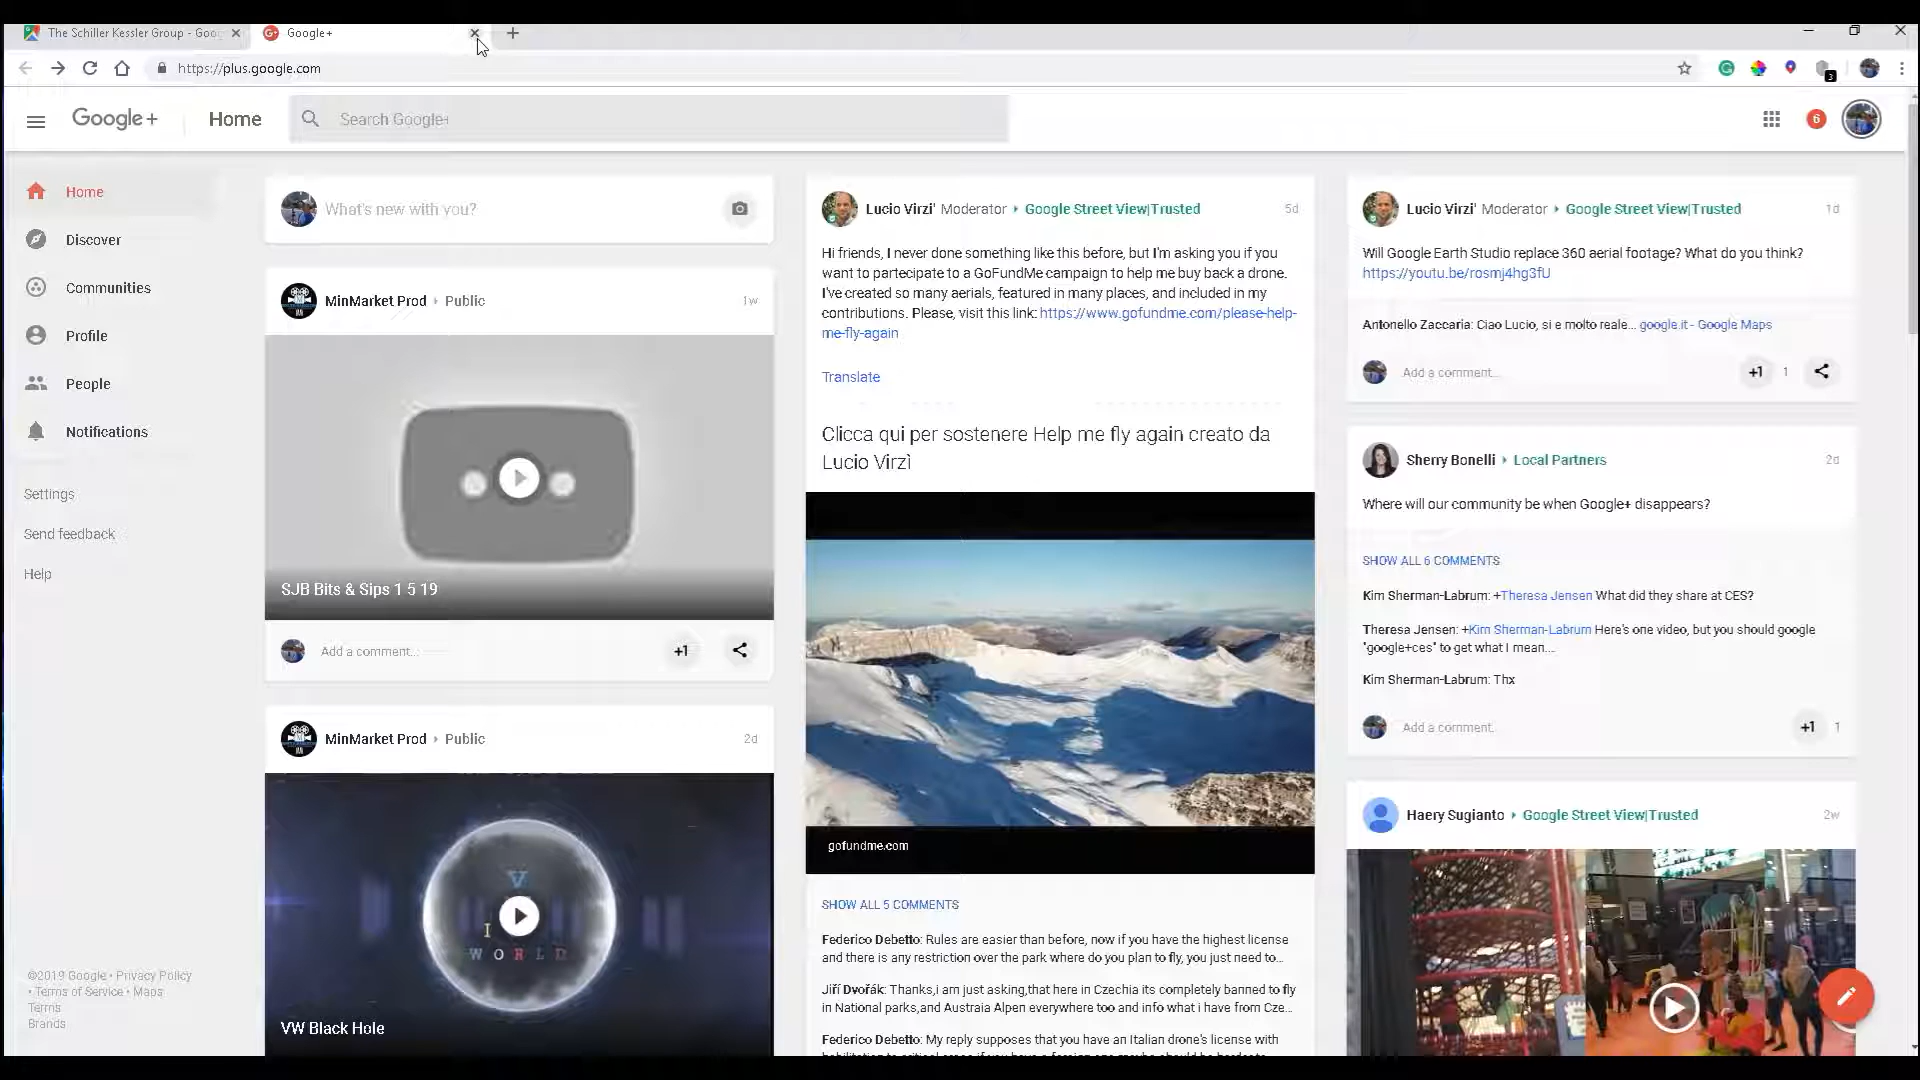 The Schiller Kessler Group - Goo
Google+
https://plus.google.com
3
Google+
Home
Search Google+
6
Home
Discover
Communities
Profile
People
Notifications
Settings
Send feedback
Help
©2019 Google • Privacy Policy
• Terms of Service • Maps
Terms
Brands
What's new with you?
MinMarket Prod Public
1w
SJB Bits & Sips 1 5 19
Add a comment...
+1
MinMarket Prod Public
2d
V
I
WORLD
VW Black Hole
Lucio Virzi' Moderator Google Street View|Trusted
5d
Hi friends, I never done something like this before, but I'm asking you if you
want to partecipate to a GoFundMe campaign to help me buy back a drone.
I've created so many aerials, featured in many places, and included in my
contributions. Please, visit this link: https://www.gofundme.com/please-help-
me-fly-again
Translate
Clicca qui per sostenere Help me fly again creato da
Lucio Virzì
gofundme.com
SHOW ALL 5 COMMENTS
Federico Debetto: Rules are easier than before, now if you have the highest license
and there is any restriction over the park where do you plan to fly, you just need to...
Jiří Dvořák: Thanks,i am just asking,that here in Czechia its completely banned to fly
in National parks,and Austraia Alpen everywhere too and info what i have from Cze...
Federico Debetto: My reply supposes that you have an Italian drone's license with
Lucio Virzi' Moderator Google Street View|Trusted
1d
Will Google Earth Studio replace 360 aerial footage? What do you think?
https://youtu.be/rosmj4hg3fU
Antonello Zaccaria: Ciao Lucio, si e molto reale... google.it - Google Maps
Add a comment...
+1
1
Sherry Bonelli Local Partners
2d
Where will our community be when Google+ disappears?
SHOW ALL 6 COMMENTS
Kim Sherman-Labrum: +Theresa Jensen What did they share at CES?
Theresa Jensen: +Kim Sherman-Labrum Here's one video, but you should google
"google+ces" to get what I mean....
Kim Sherman-Labrum: Thx
Add a comment.
+1
1
Haery Sugianto Google Street View|Trusted
2w